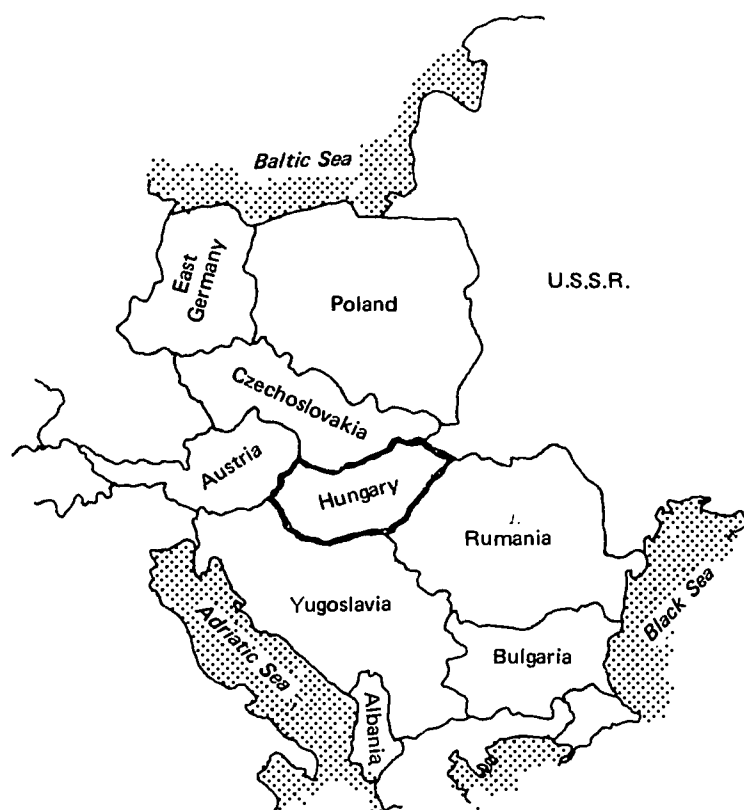 Baltic Sea
East
Germany
Poland
U.S.S.R.
Czechoslovakia
Austria
Hungary
Rumania
Yugoslavia
Adriatic Sea
Black Sea
Bulgaria
Albania